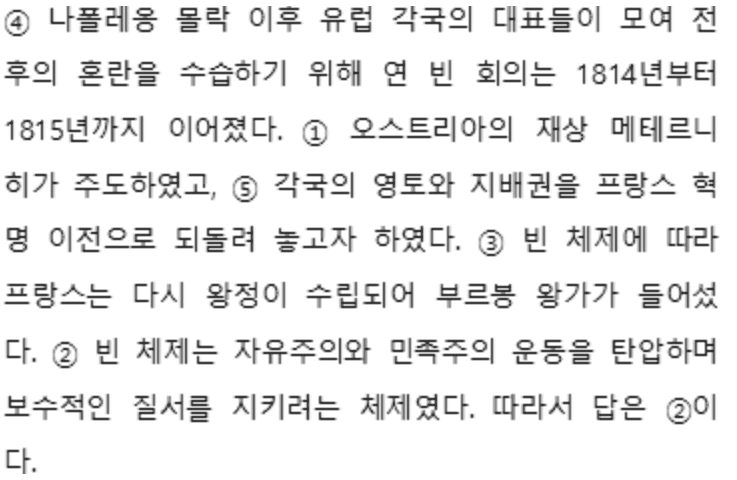 ④ 나폴레옹 몰락 이후 유럽 각국의 대표들이 모여 전
후의 혼란을 수습하기 위해 연 빈 회의는 1814년부터
1815년까지 이어졌다. ① 오스트리아의 재상 메테르니
히가 주도하였고, ⑤ 각국의 영토와 지배권을 프랑스 혁
명 이전으로 되돌려 놓고자 하였다. ③ 빈 체제에 따라
프랑스는 다시 왕정이 수립되어 부르봉 왕가가 들어섰
다. ② 빈 체제는 자유주의와 민족주의 운동을 탄압하며
보수적인 질서를 지키려는 체제였다. 따라서 답은 ②이
다.